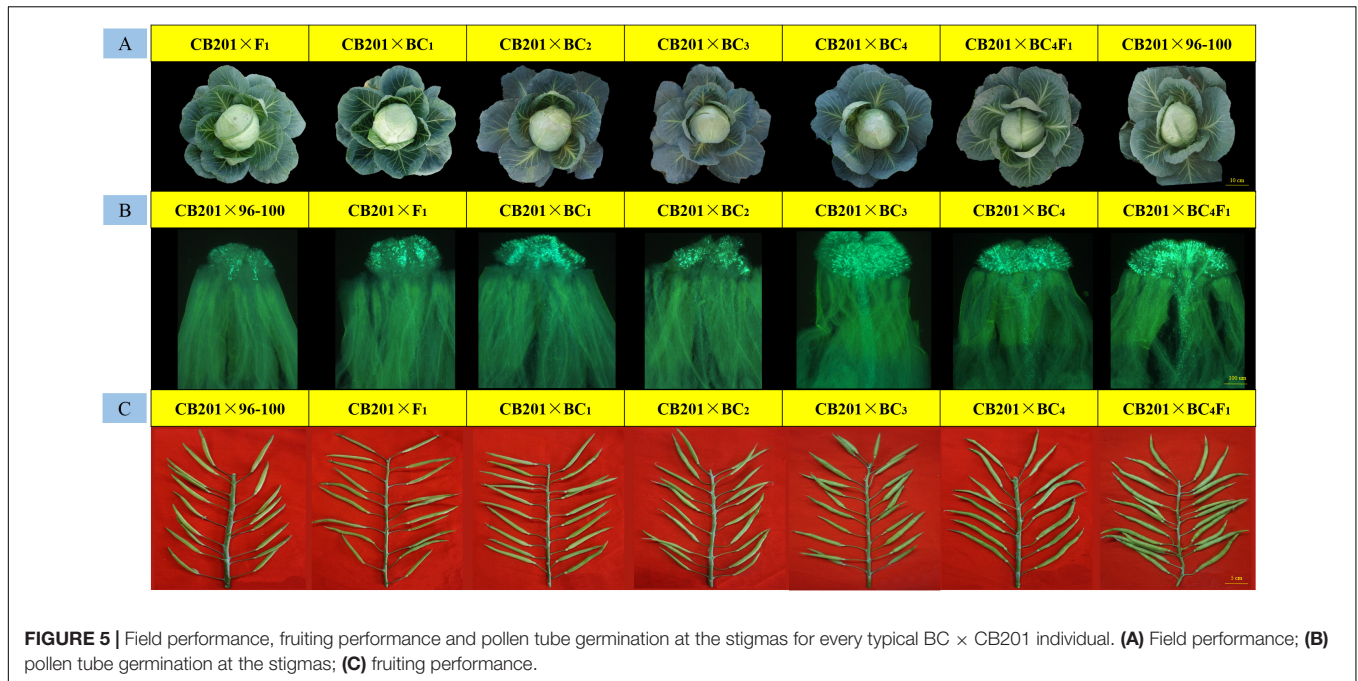 A CB201×F₁ CB201×BC₁ CB201×BC₂ CB201×BC₃ CB201×BC₄ CB201×BC₄F₁ CB201×96-100
10 cm
B CB201×96-100 CB201×F₁ CB201×BC₁ CB201×BC₂ CB201×BC₃ CB201×BC₄ CB201×BC₄F₁
100 um
C CB201×96-100 CB201×F₁ CB201×BC₁ CB201×BC₂ CB201×BC₃ CB201×BC₄ CB201×BC₄F₁
5 cm
FIGURE 5 | Field performance, fruiting performance and pollen tube germination at the stigmas for every typical BC × CB201 individual. (A) Field performance; (B)
pollen tube germination at the stigmas; (C) fruiting performance.